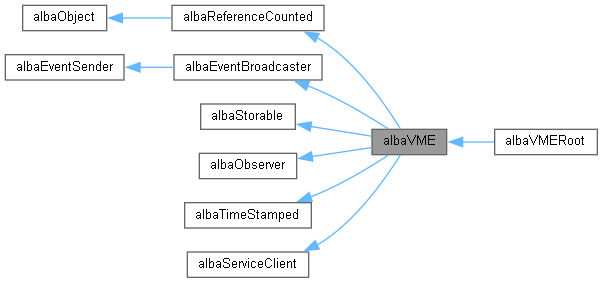 albaObject
albaReferenceCounted
albaEventSender
albaEventBroadcaster
albaStorable
albaVME
albaVMERoot
albaObserver
albaTimeStamped
albaServiceClient